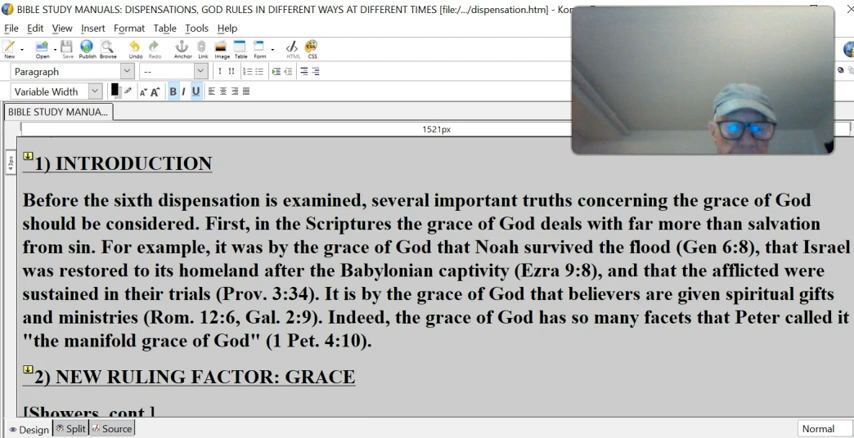 BIBLE STUDY MANUALS: DISPENSATIONS, GOD RULES IN DIFFERENT WAYS AT DIFFERENT TIMES [file:/.../dispensation.htm] - Kom
File Edit View Insert Format Table Tools Help
New Open Save Publish Browse Undo Redo Anchor Link Image Table Form HTML CSS
Paragraph --
Variable Width B I U
BIBLE STUDY MANUA...
1521px
1) INTRODUCTION
Before the sixth dispensation is examined, several important truths concerning the grace of God
should be considered. First, in the Scriptures the grace of God deals with far more than salvation
from sin. For example, it was by the grace of God that Noah survived the flood (Gen 6:8), that Israel
was restored to its homeland after the Babylonian captivity (Ezra 9:8), and that the afflicted were
sustained in their trials (Prov. 3:34). It is by the grace of God that believers are given spiritual gifts
and ministries (Rom. 12:6, Gal. 2:9). Indeed, the grace of God has so many facets that Peter called it
"the manifold grace of God" (1 Pet. 4:10).
2) NEW RULING FACTOR: GRACE
[Showers, cont.]
Design Split Source Normal